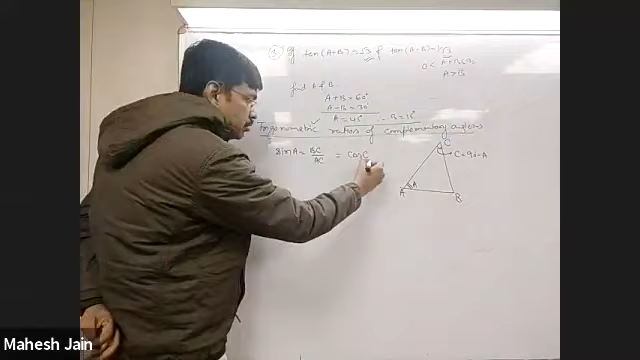 If tan(A+B) = √3 & tan(A-B) = 1/√3
0 < A+B ≤ 90
A > B
find A & B.
A+B = 60°
A-B = 30°
A = 45° B = 15°
Trigonometric ratios of complementary angles
Sin A = BC/AC = Cos C
C
C = 90-A
A
A
B
Mahesh Jain